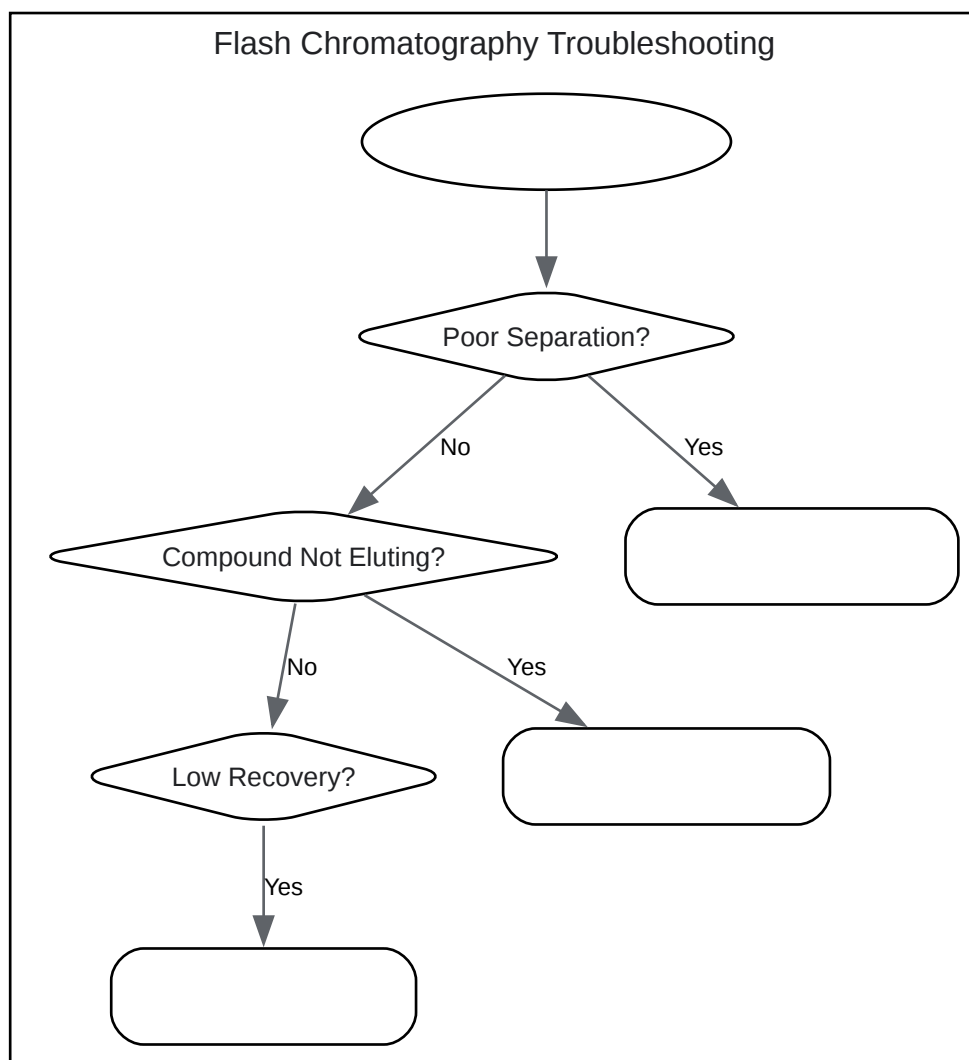 Flash Chromatography Troubleshooting
Poor Separation?
No
Yes
Compound Not Eluting?
No
Yes
Low Recovery?
Yes